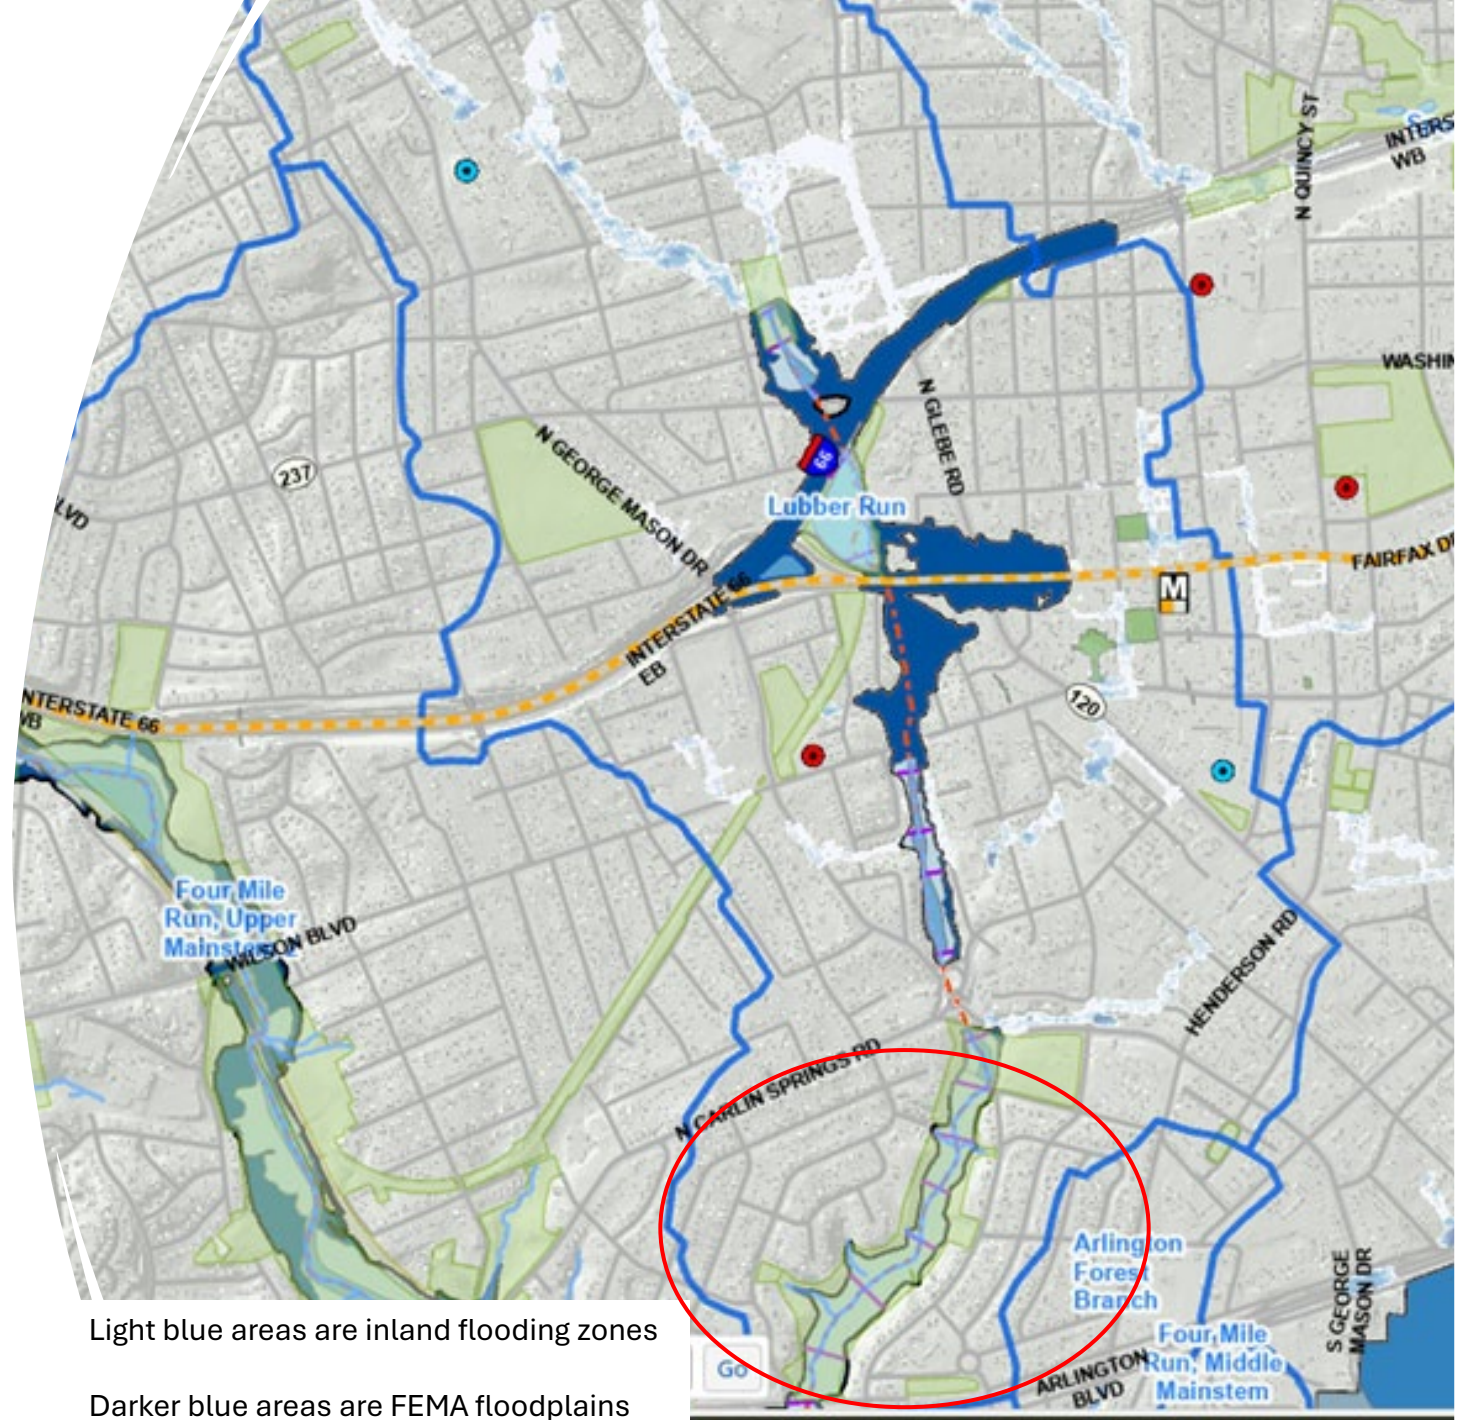 N QUINCY ST
INTERS
WB
WASHIN
N GLEBE RD
N GEORGE MASON DR
237
LVD
66
Lubber Run
FAIRFAX D
M
INTERSTATE 66
EB
NTERSTATE 66
WB
120
Four Mile
Run, Upper
WILSON BLVD
HENDERSON RD
N CARLIN SPRINGS RD
Arlington
Forest
Branch
S GEORGE
MASON DR
Four Mile
Run, Middle
Mainstem
ARLINGTON
BLVD
Go
Light blue areas are inland flooding zones
Darker blue areas are FEMA floodplains